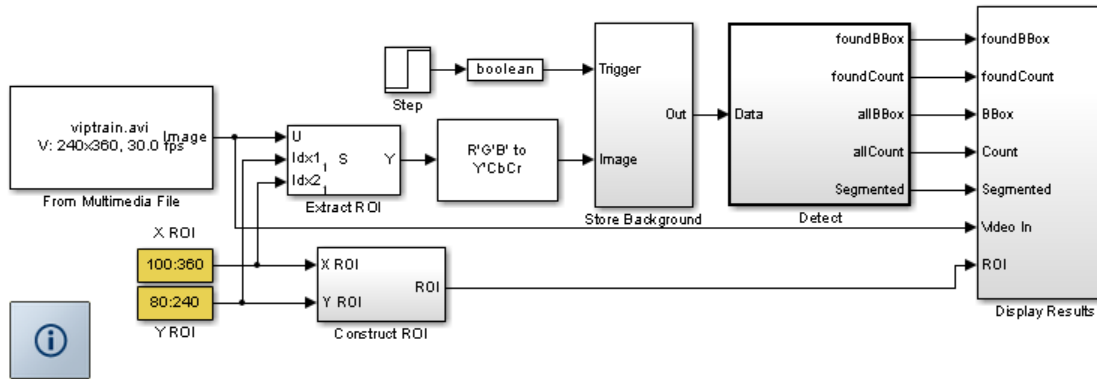 viptrain.avi
V: 240x360, 30.0 fps
Image
From Multimedia File
X ROI
100:360
80:240
Y ROI
Step
boolean
U
Idx1
Idx2
S
Y
Extract ROI
R'G'B' to
Y'CbCr
X ROI
Y ROI
ROI
Construct ROI
Trigger
Image
Out
Store Background
Data
foundBBox
foundCount
allBBox
allCount
Segmented
Detect
foundBBox
foundCount
BBox
Count
Segmented
Video In
ROI
Display Results